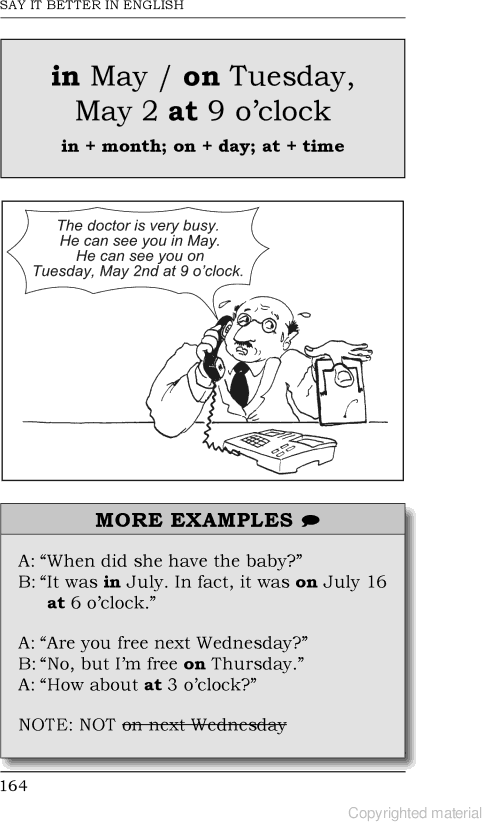 SAY IT BETTER IN ENGLISH
in May / on Tuesday,
May 2 at 9 o’clock
in + month; on + day; at + time
The doctor is very busy.
He can see you in May.
He can see you on
Tuesday, May 2nd at 9 o’clock.
MORE EXAMPLES
A: “When did she have the baby?”
B: “It was in July. In fact, it was on July 16
at 6 o’clock.”
A: “Are you free next Wednesday?”
B: “No, but I’m free on Thursday.”
A: “How about at 3 o’clock?”
NOTE: NOT on next Wednesday
164
Copyrighted material